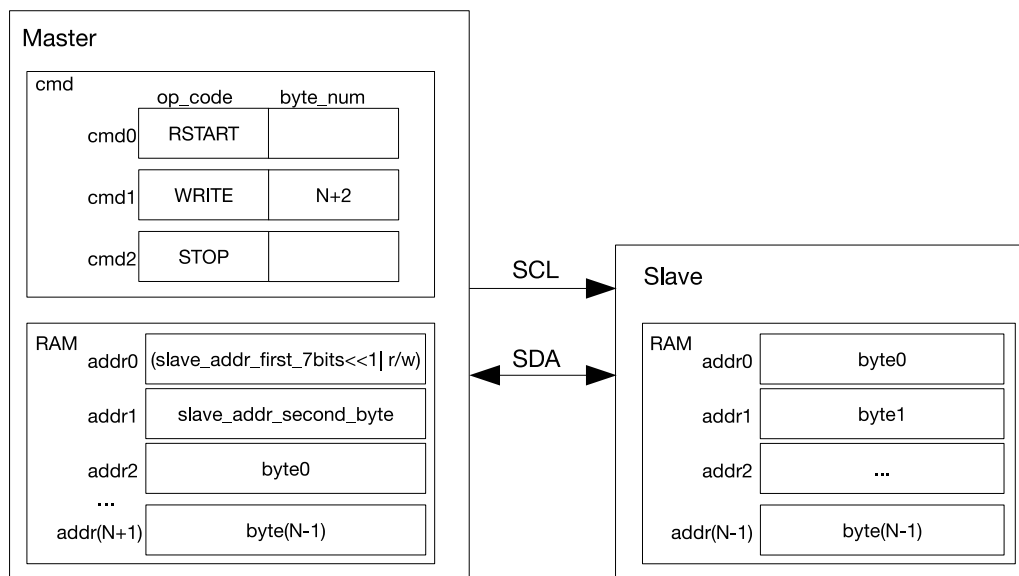 Master
cmd
op_code byte_num
cmd0 RSTART
cmd1 WRITE N+2
cmd2 STOP
RAM
addr0 (slave_addr_first_7bits<<1| r/w)
addr1 slave_addr_second_byte
addr2 byte0
...
addr(N+1) byte(N-1)
SCL
SDA
Slave
RAM
addr0 byte0
addr1 byte1
addr2 ...
addr(N-1) byte(N-1)